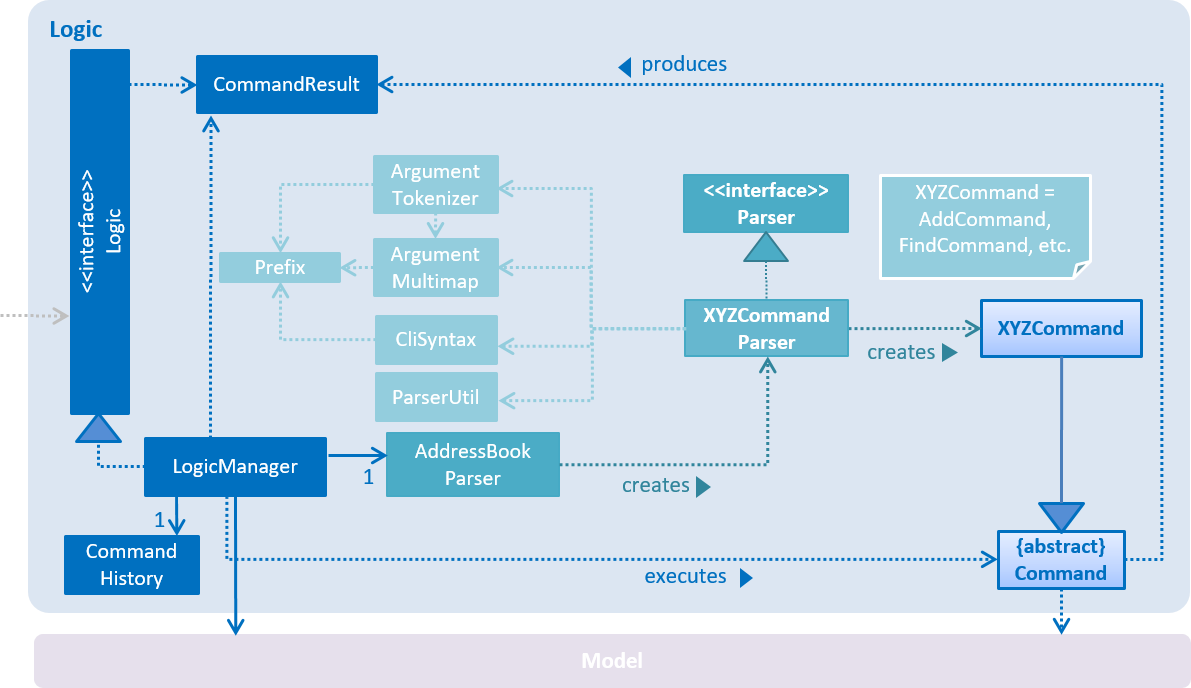 Logic
<<interface>>
Logic
CommandResult
produces
Argument
Tokenizer
<<interface>>
Parser
XYZCommand =
AddCommand,
FindCommand, etc.
Prefix
Argument
Multimap
XYZCommand
Parser
XYZCommand
CliSyntax
creates
ParserUtil
LogicManager
1
AddressBook
Parser
creates
1
Command
History
executes
{abstract}
Command
Model